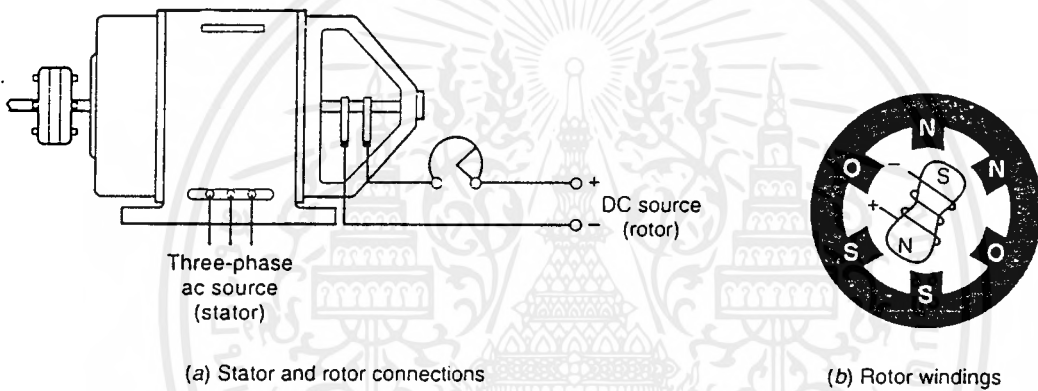 +
DC source
(rotor)
−
Three-phase
ac source
(stator)
(a) Stator and rotor connections
N
O
N
−
S
+
N
S
O
S
(b) Rotor windings